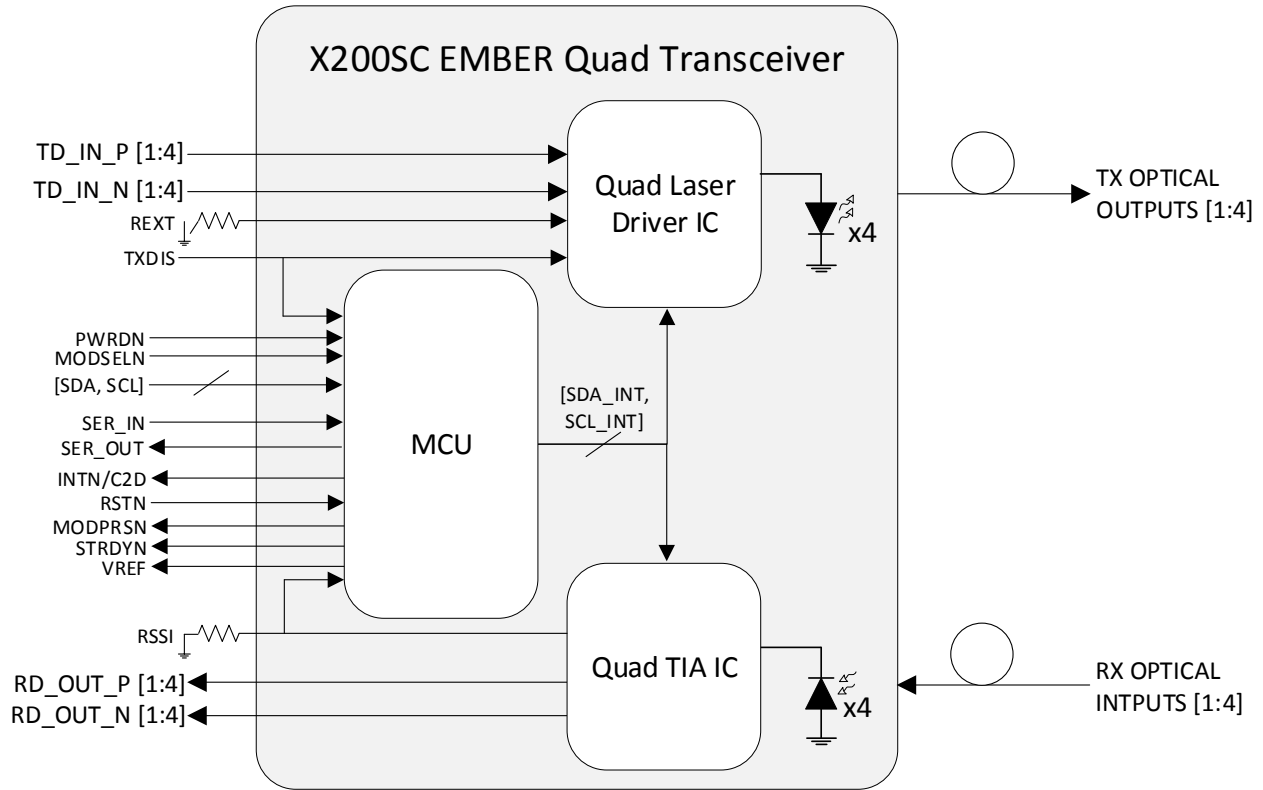 X200SC EMBER Quad Transceiver
TD_IN_P [1:4]
TD_IN_N [1:4]
REXT
TXDIS
Quad Laser
Driver IC
x4
TX OPTICAL
OUTPUTS [1:4]
PWRDN
MODSELN
[SDA, SCL]
SER_IN
SER_OUT
INTN/C2D
RSTN
MODPRSN
STRDYN
VREF
MCU
[SDA_INT,
SCL_INT]
RSSI
RD_OUT_P [1:4]
RD_OUT_N [1:4]
Quad TIA IC
x4
RX OPTICAL
INTPUTS [1:4]